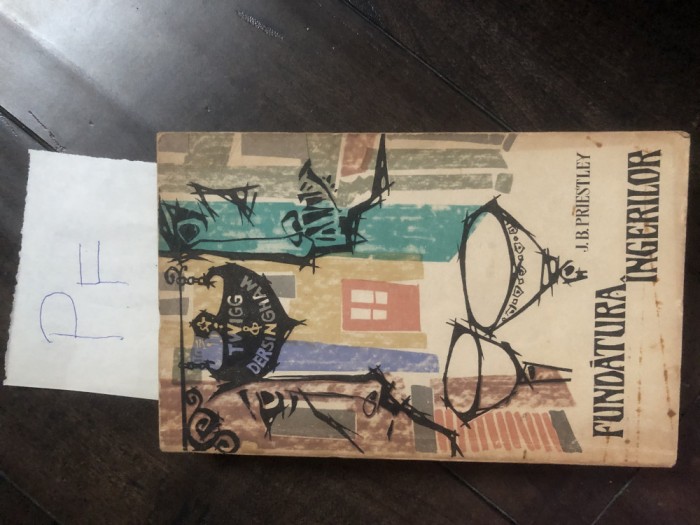 PF
J.B. PRIESTLEY
FUNDĂTURA
ÎNGERILOR
TWIGG
&
DERSINGHAM